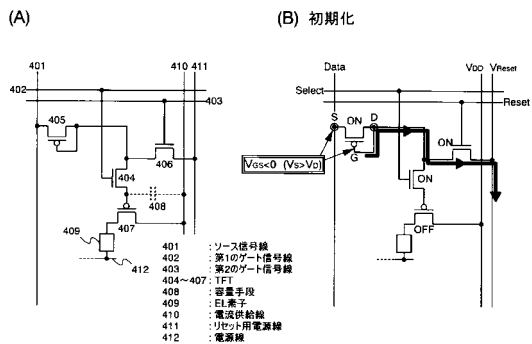 (A)
401
410
411
402
403
405
404
406
408
407
409
412
401 : ソース信号線
402 : 第1のゲート信号線
403 : 第2のゲート信号線
404〜407 : TFT
408 : 容量手段
409 : EL素子
410 : 電流供給線
411 : リセット用電源線
412 : 電源線
(B) 初期化
Data
VDD
VReset
Select
Reset
S
ON
D
G
ON
VGS<0 (VS>VD)
ON
OFF